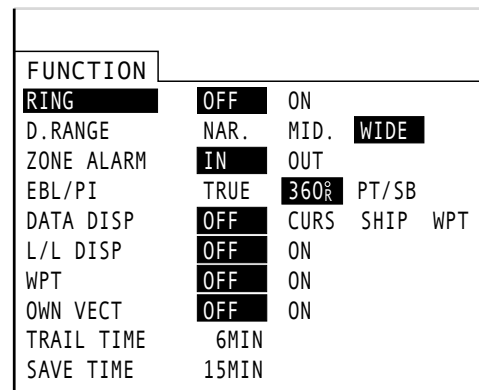 FUNCTION
RING OFF ON
D.RANGE NAR. MID. WIDE
ZONE ALARM IN OUT
EBL/PI TRUE 360°R PT/SB
DATA DISP OFF CURS SHIP WPT
L/L DISP OFF ON
WPT OFF ON
OWN VECT OFF ON
TRAIL TIME 6MIN
SAVE TIME 15MIN